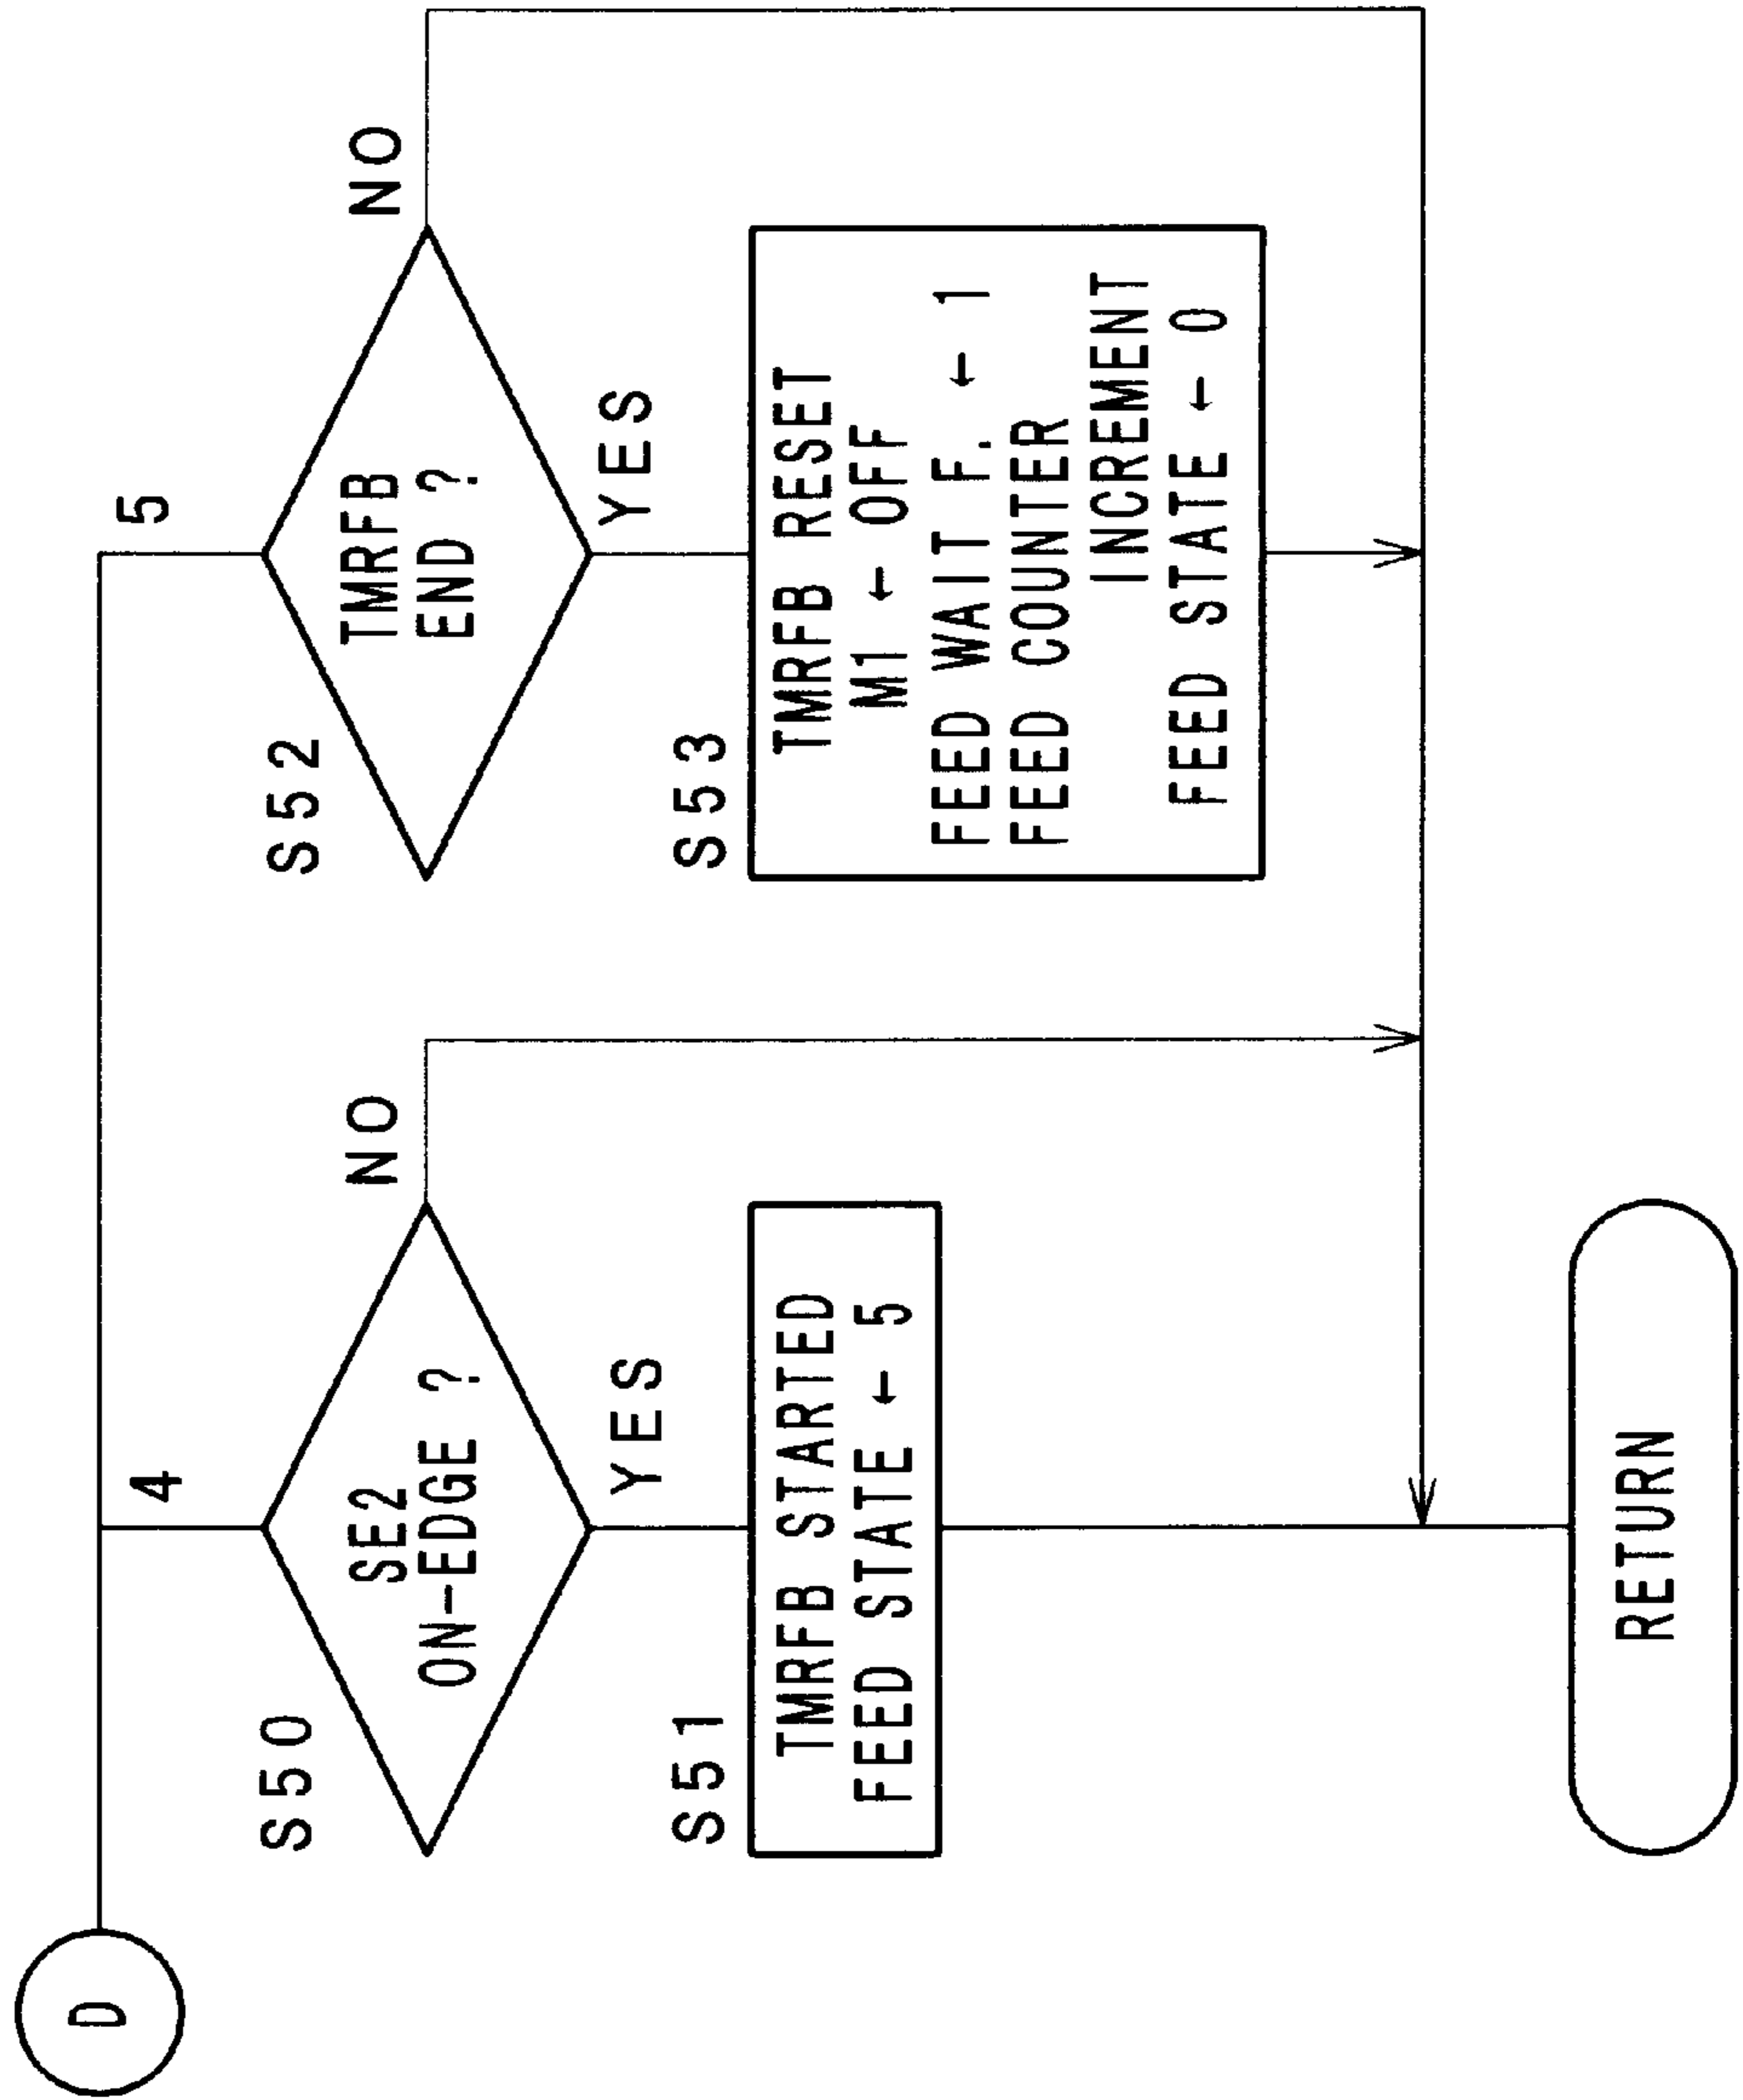 D
4
S50
SE2
ON-EDGE ?
NO
YES
S51
TMRFB STARTED
FEED STATE ← 5
5
S52
TMRFB
END ?
NO
YES
S53
TMRFB RESET
M1 ← OFF
FEED WAIT F. ← 1
FEED COUNTER
INCREMENT
FEED STATE ← 0
RETURN